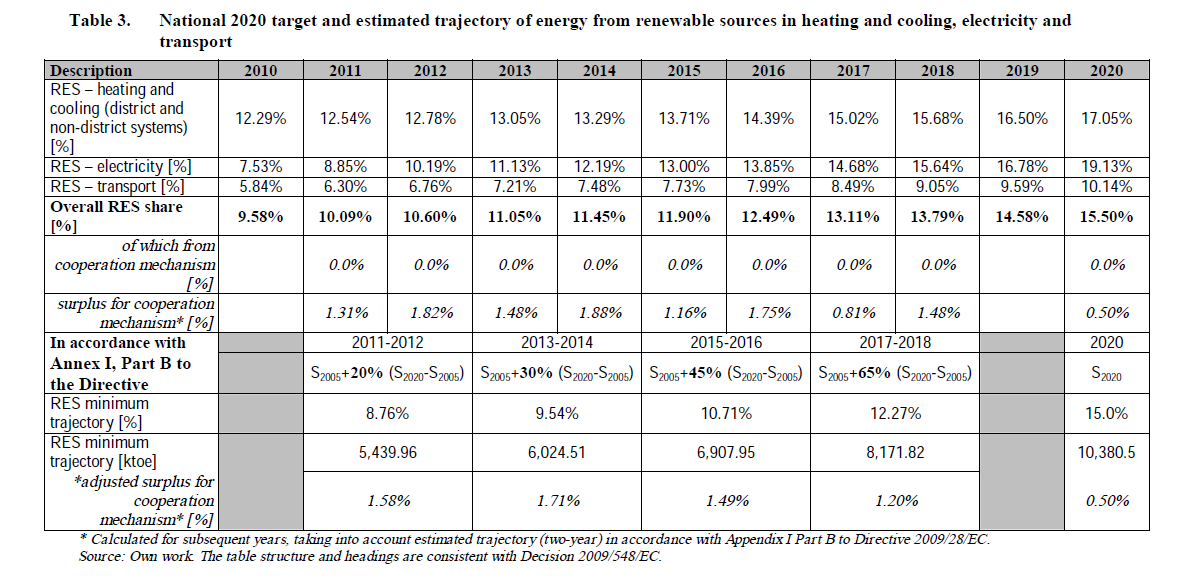 Table 3. National 2020 target and estimated trajectory of energy from renewable sources in heating and cooling, electricity and
transport
Description 2010 2011 2012 2013 2014 2015 2016 2017 2018 2019 2020
RES – heating and
cooling (district and
non-district systems)
[%] 12.29% 12.54% 12.78% 13.05% 13.29% 13.71% 14.39% 15.02% 15.68% 16.50% 17.05%
RES – electricity [%] 7.53% 8.85% 10.19% 11.13% 12.19% 13.00% 13.85% 14.68% 15.64% 16.78% 19.13%
RES – transport [%] 5.84% 6.30% 6.76% 7.21% 7.48% 7.73% 7.99% 8.49% 9.05% 9.59% 10.14%
Overall RES share
[%] 9.58% 10.09% 10.60% 11.05% 11.45% 11.90% 12.49% 13.11% 13.79% 14.58% 15.50%
of which from
cooperation mechanism
[%] 0.0% 0.0% 0.0% 0.0% 0.0% 0.0% 0.0% 0.0% 0.0%
surplus for cooperation
mechanism* [%] 1.31% 1.82% 1.48% 1.88% 1.16% 1.75% 0.81% 1.48% 0.50%
In accordance with
Annex I, Part B to
the Directive
2011-2012 2013-2014 2015-2016 2017-2018 2020
S2005+20% (S2020-S2005) S2005+30% (S2020-S2005) S2005+45% (S2020-S2005) S2005+65% (S2020-S2005) S2020
RES minimum
trajectory [%] 8.76% 9.54% 10.71% 12.27% 15.0%
RES minimum
trajectory [ktoe] 5,439.96 6,024.51 6,907.95 8,171.82 10,380.5
*adjusted surplus for
cooperation
mechanism* [%] 1.58% 1.71% 1.49% 1.20% 0.50%
* Calculated for subsequent years, taking into account estimated trajectory (two-year) in accordance with Appendix I Part B to Directive 2009/28/EC.
Source: Own work. The table structure and headings are consistent with Decision 2009/548/EC.